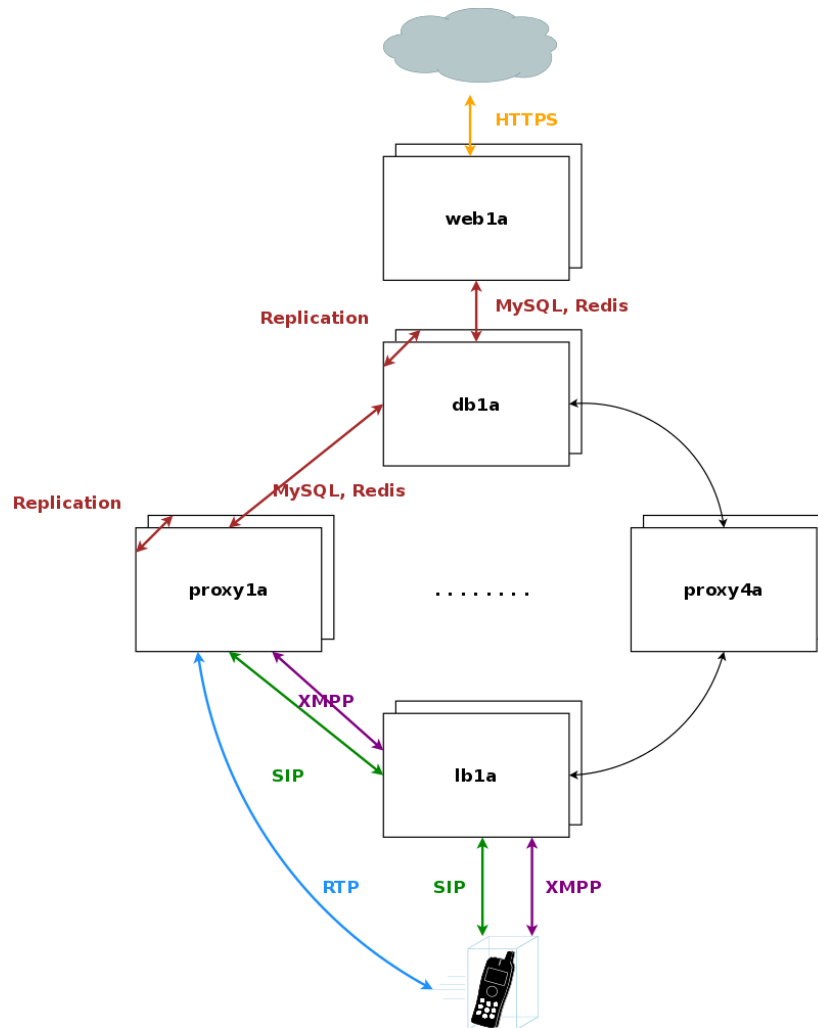 HTTPS
web1a
MySQL, Redis
Replication
db1a
MySQL, Redis
Replication
proxy1a
. . . . . . . .
proxy4a
XMPP
SIP
lb1a
RTP
SIP
XMPP